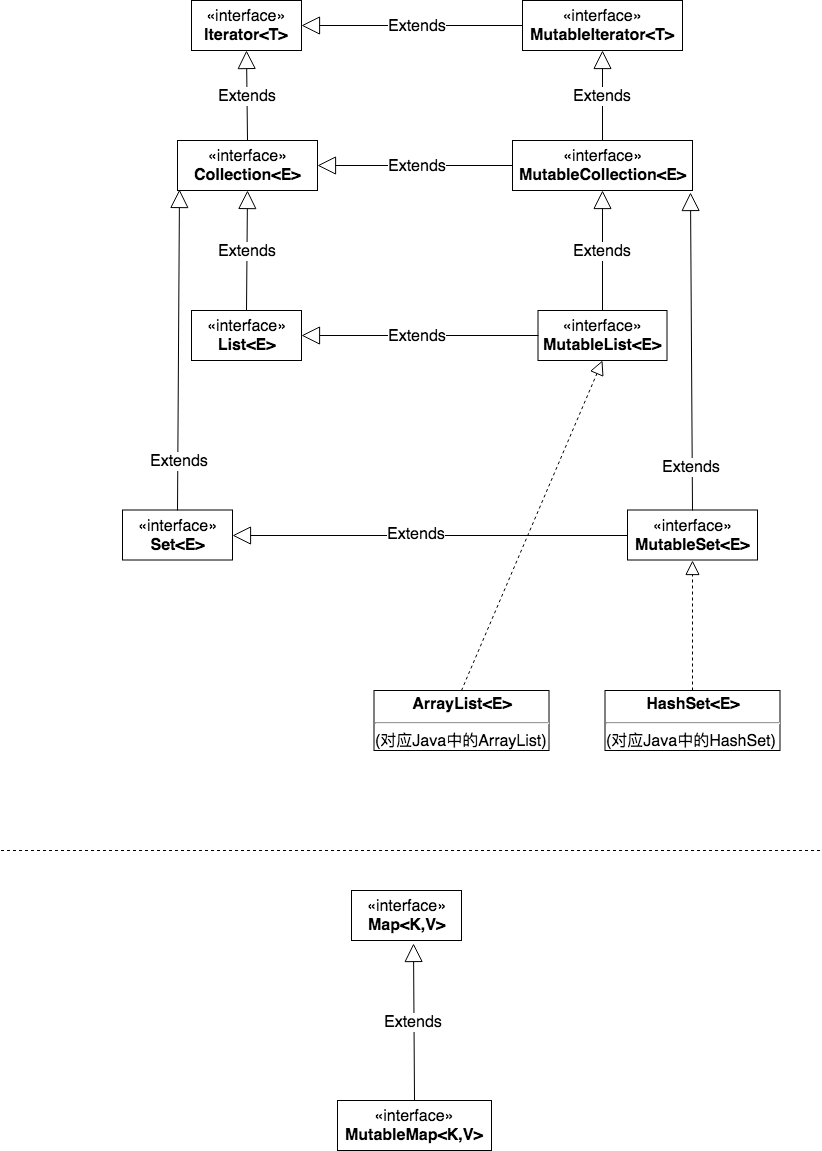 «interface»
Iterator<T>
Extends
«interface»
MutableIterator<T>
Extends
Extends
«interface»
Collection<E>
Extends
«interface»
MutableCollection<E>
Extends
Extends
«interface»
List<E>
Extends
«interface»
MutableList<E>
Extends
Extends
«interface»
Set<E>
Extends
«interface»
MutableSet<E>
ArrayList<E>
(对应Java中的ArrayList)
HashSet<E>
(对应Java中的HashSet)
«interface»
Map<K,V>
Extends
«interface»
MutableMap<K,V>